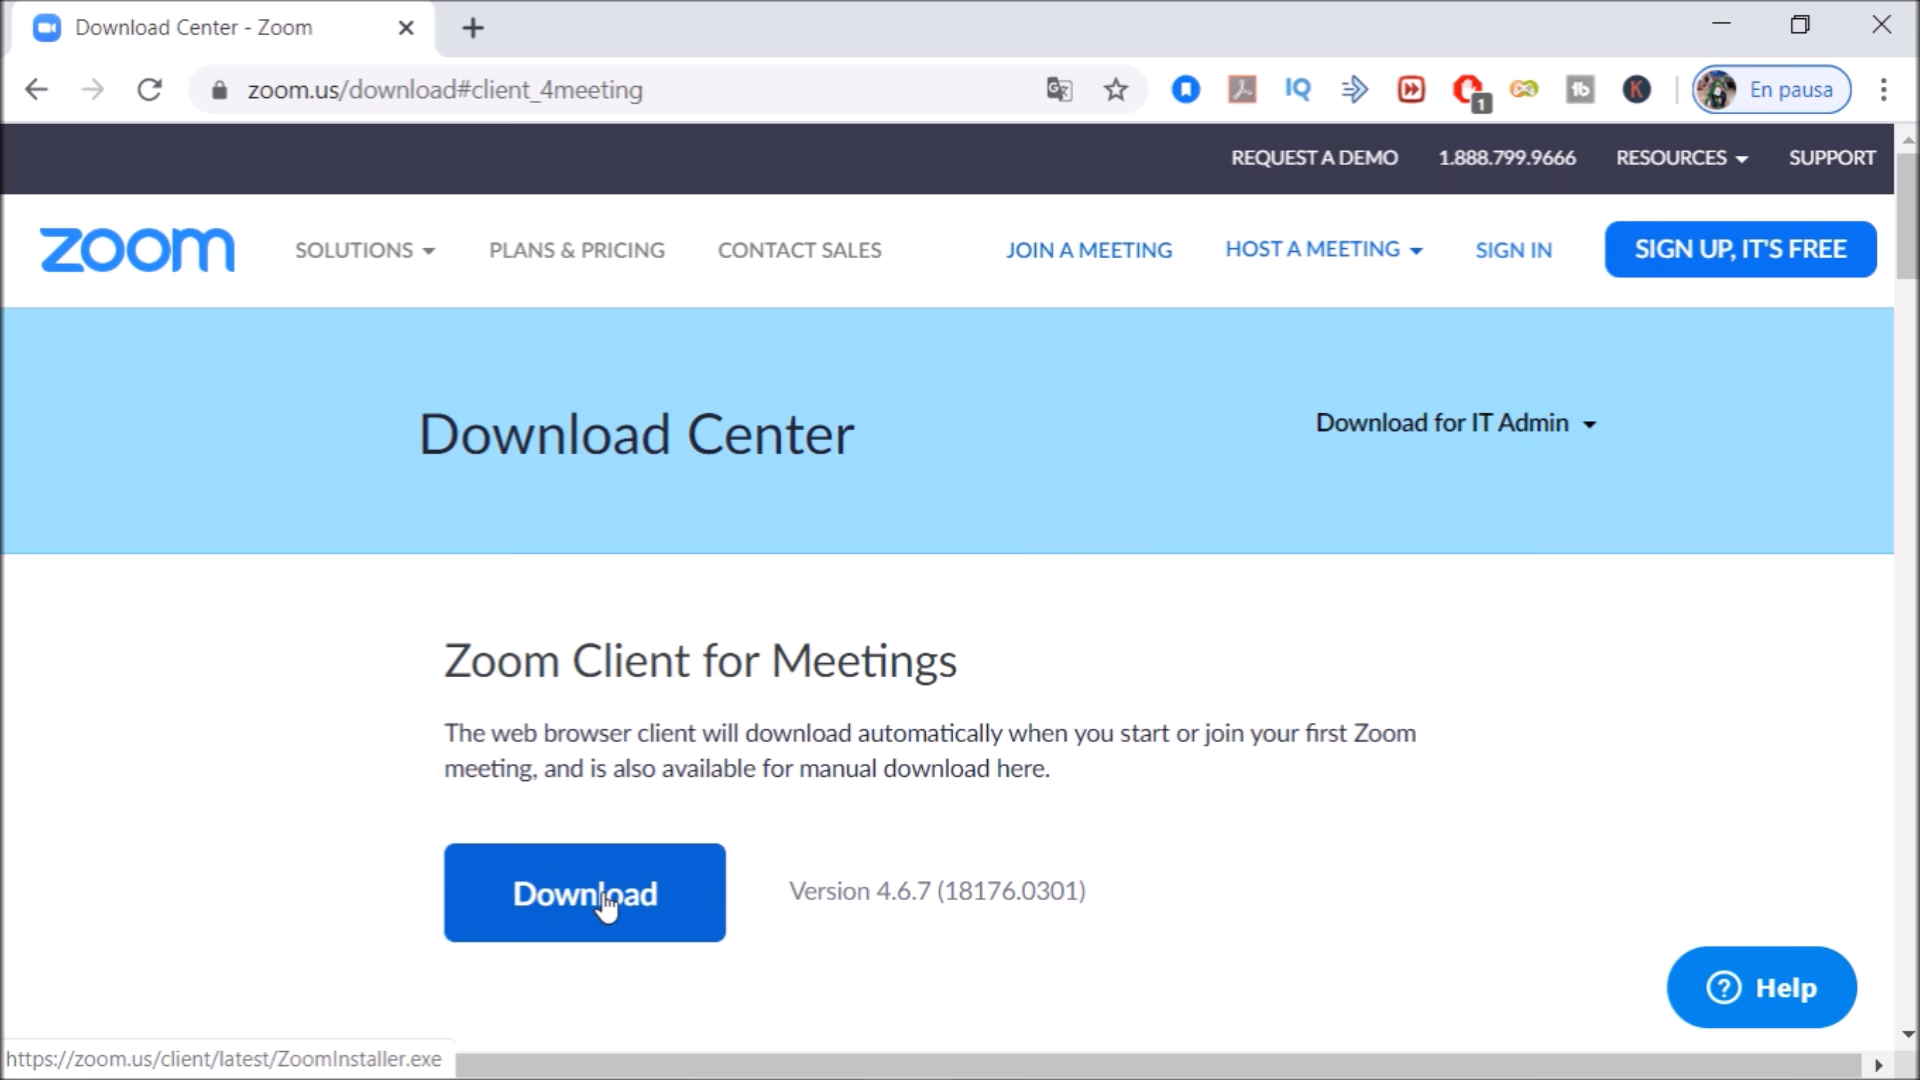 Download Center - Zoom
zoom.us/download#client_4meeting
IQ
1
tb
K
En pausa
REQUEST A DEMO
1.888.799.9666
RESOURCES
SUPPORT
zoom
SOLUTIONS
PLANS & PRICING
CONTACT SALES
JOIN A MEETING
HOST A MEETING
SIGN IN
SIGN UP, IT'S FREE
Download Center
Download for IT Admin
Zoom Client for Meetings
The web browser client will download automatically when you start or join your first Zoom
meeting, and is also available for manual download here.
Download
Version 4.6.7 (18176.0301)
? Help
https://zoom.us/client/latest/ZoomInstaller.exe